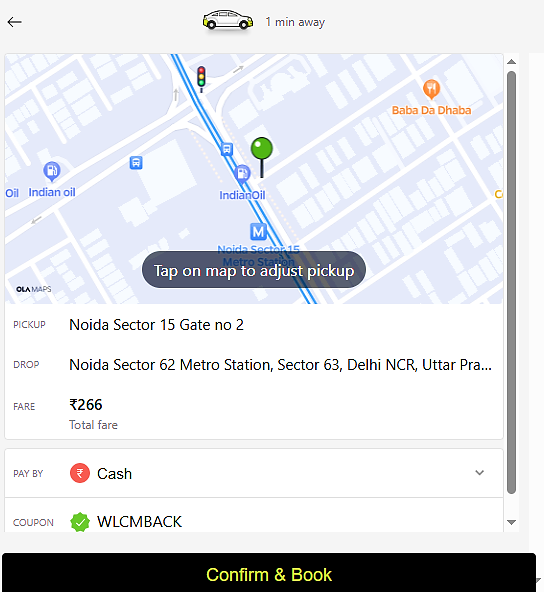 1 min away
Baba Da Dhaba
Oil
Indian oil
IndianOil
M
Noida Sector 15
Metro Station
Tap on map to adjust pickup
OLA MAPS
PICKUP Noida Sector 15 Gate no 2
DROP Noida Sector 62 Metro Station, Sector 63, Delhi NCR, Uttar Pra...
FARE ₹266
Total fare
PAY BY ₹ Cash
COUPON WLCMBACK
Confirm & Book